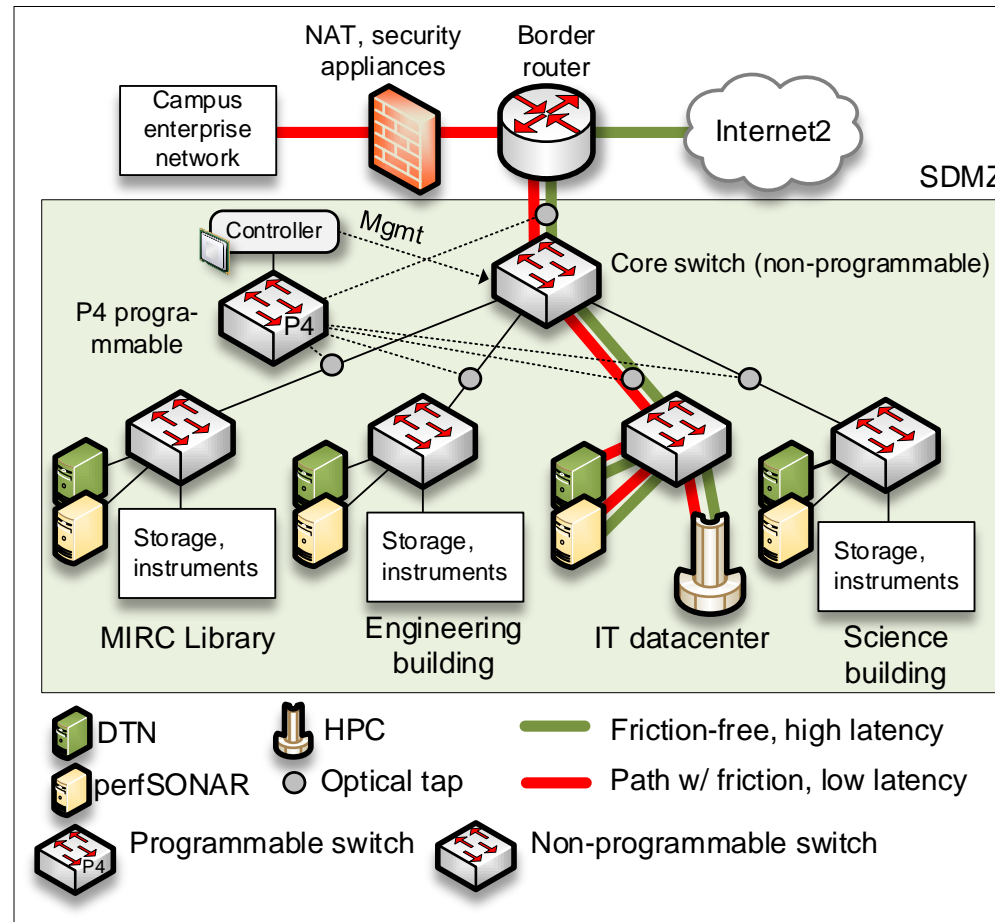 NAT, security
appliances
Border
router
Campus
enterprise
network
Internet2
SDMZ
Controller
Mgmt
Core switch (non-programmable)
P4 progra-
mmable
P4
Storage,
instruments
Storage,
instruments
Storage,
instruments
MIRC Library
Engineering
building
IT datacenter
Science
building
DTN
HPC
Friction-free, high latency
perfSONAR
Optical tap
Path w/ friction, low latency
P4
Programmable switch
Non-programmable switch